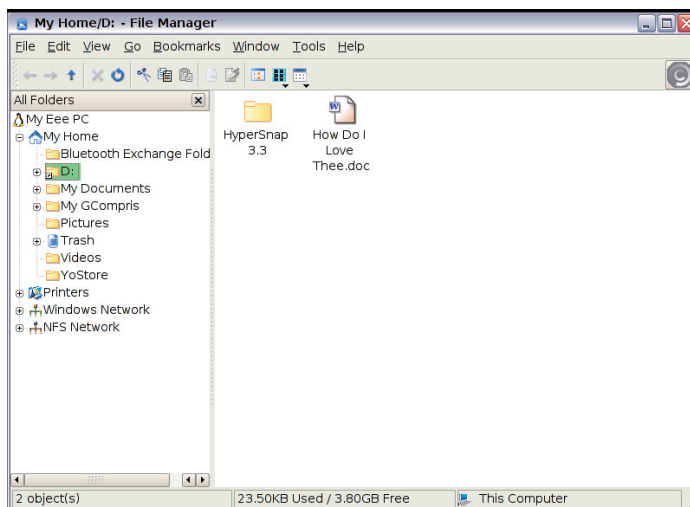 My Home/D: - File Manager
File Edit View Go Bookmarks Window Tools Help
All Folders
My Eee PC
My Home
Bluetooth Exchange Fold
D:
My Documents
My GCompris
Pictures
Trash
Videos
YoStore
Printers
Windows Network
NFS Network
HyperSnap
3.3
How Do I
Love
Thee.doc
2 object(s) 23.50KB Used / 3.80GB Free This Computer